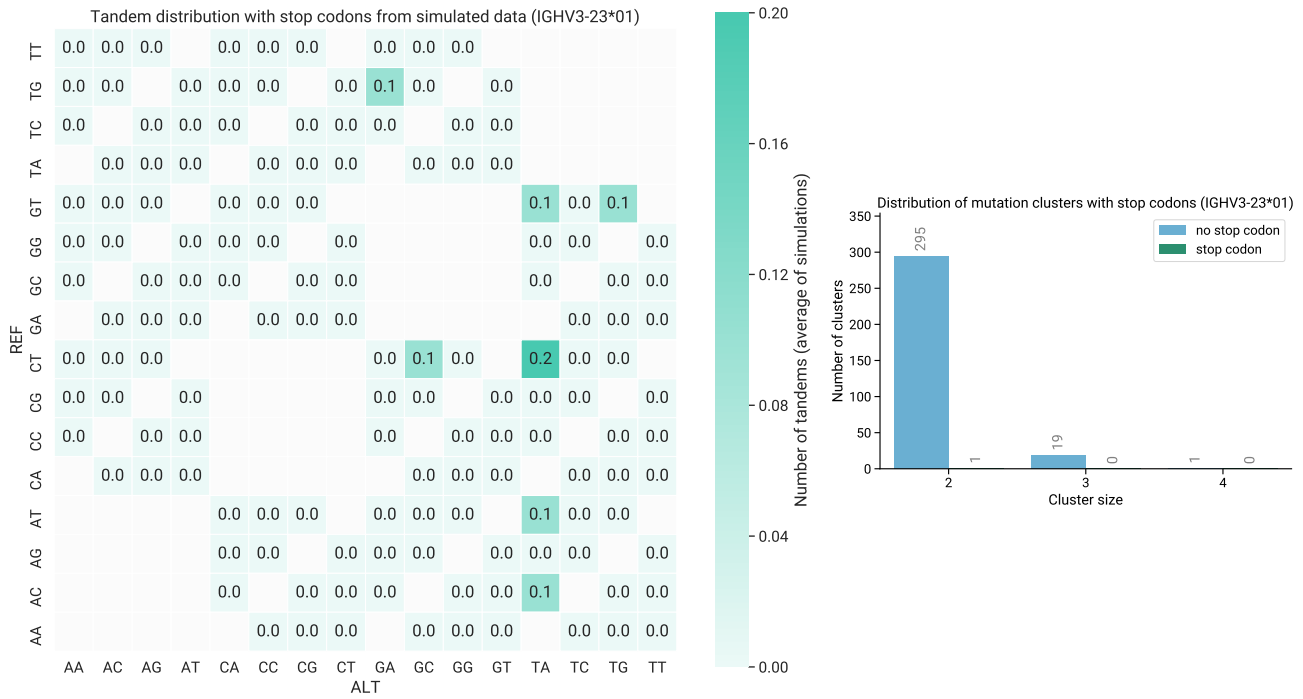 Tandem distribution with stop codons from simulated data (IGHV3-23*01)
REF
TT 0.0 0.0 0.0 0.0 0.0 0.0 0.0 0.0 0.0
TG 0.0 0.0 0.0 0.0 0.0 0.0 0.1 0.0 0.0
TC 0.0 0.0 0.0 0.0 0.0 0.0 0.0 0.0 0.0
TA 0.0 0.0 0.0 0.0 0.0 0.0 0.0 0.0 0.0
GT 0.0 0.0 0.0 0.0 0.0 0.0 0.1 0.0 0.1
GG 0.0 0.0 0.0 0.0 0.0 0.0 0.0 0.0 0.0
GC 0.0 0.0 0.0 0.0 0.0 0.0 0.0 0.0 0.0
GA 0.0 0.0 0.0 0.0 0.0 0.0 0.0 0.0 0.0
CT 0.0 0.0 0.0 0.0 0.1 0.0 0.2 0.0 0.0
CG 0.0 0.0 0.0 0.0 0.0 0.0 0.0 0.0 0.0
CC 0.0 0.0 0.0 0.0 0.0 0.0 0.0 0.0 0.0
CA 0.0 0.0 0.0 0.0 0.0 0.0 0.0 0.0 0.0
AT 0.0 0.0 0.0 0.0 0.0 0.0 0.1 0.0 0.0
AG 0.0 0.0 0.0 0.0 0.0 0.0 0.0 0.0 0.0
AC 0.0 0.0 0.0 0.0 0.0 0.0 0.1 0.0 0.0
AA 0.0 0.0 0.0 0.0 0.0 0.0 0.0 0.0 0.0
AA AC AG AT CA CC CG CT GA GC GG GT TA TC TG TT
ALT
0.20
0.16
0.12
0.08
0.04
0.00
Number of tandems (average of simulations)
Distribution of mutation clusters with stop codons (IGHV3-23*01)
no stop codon
stop codon
Number of clusters
350
300
250
200
150
100
50
0
295
1
19
0
1
0
2 3 4
Cluster size